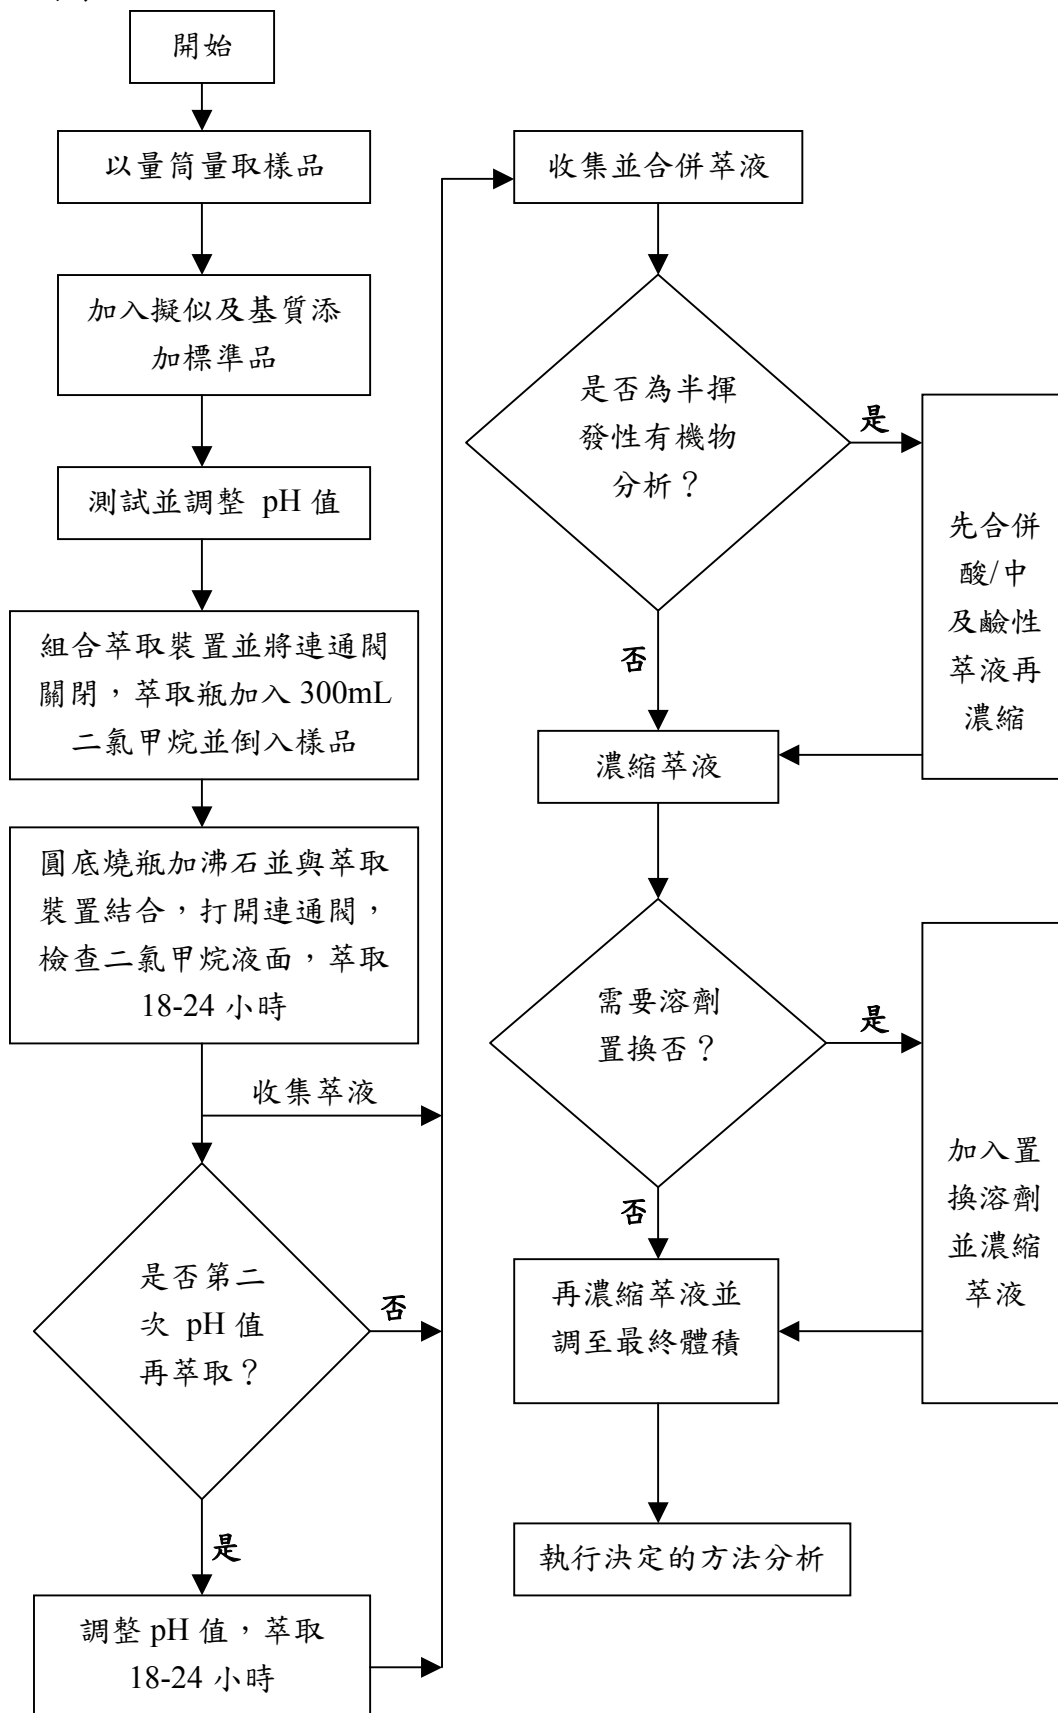 開始
以量筒量取樣品
加入擬似及基質添
加標準品
測試並調整 pH 值
組合萃取裝置並將連通閥
關閉，萃取瓶加入 300mL
二氯甲烷並倒入樣品
圓底燒瓶加沸石並與萃取
裝置結合，打開連通閥，
檢查二氯甲烷液面，萃取
18-24 小時
收集萃液
是否第二
次 pH 值
再萃取？
否
是
調整 pH 值，萃取
18-24 小時
收集並合併萃液
是否為半揮
發性有機物
分析？
是
先合併
酸/中
及鹼性
萃液再
濃縮
否
濃縮萃液
需要溶劑
置換否？
是
加入置
換溶劑
並濃縮
萃液
否
再濃縮萃液並
調至最終體積
執行決定的方法分析